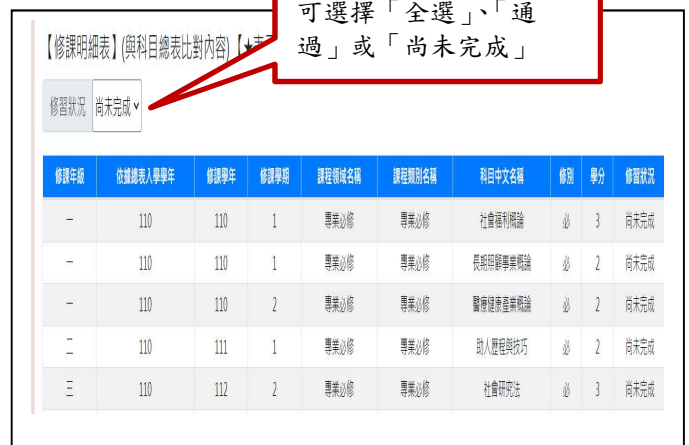 可選擇「全選」、「通
過」或「尚未完成」
【修課明細表】(與科目總表比對內容)【★
修習狀況 尚未完成
修課年級 依據總表入學學年 修課學年 修課學期 課程領域名稱 課程類別名稱 科目中文名稱 修別 學分 修習狀況
一 110 110 1 專業必修 專業必修 社會福利概論 必 3 尚未完成
一 110 110 1 專業必修 專業必修 長期照顧事業概論 必 2 尚未完成
一 110 110 2 專業必修 專業必修 醫療健康產業概論 必 2 尚未完成
二 110 111 1 專業必修 專業必修 助人歷程與技巧 必 2 尚未完成
三 110 112 2 專業必修 專業必修 社會研究法 必 3 尚未完成